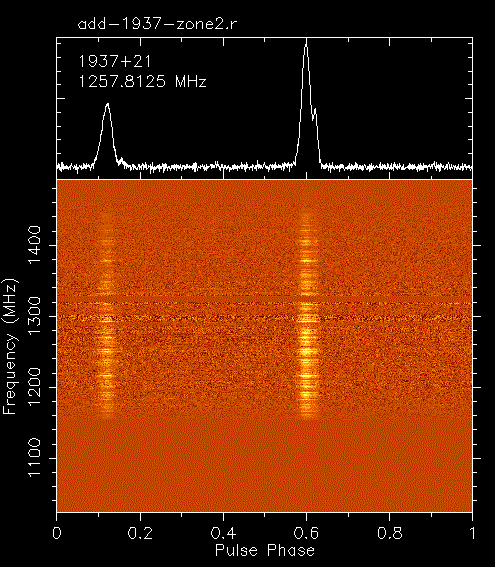 add-1937-zone2.r
1937+21
1257.8125 MHz
1400
1300
1200
1100
Frequency (MHz)
0 0.2 0.4 0.6 0.8 1
Pulse Phase